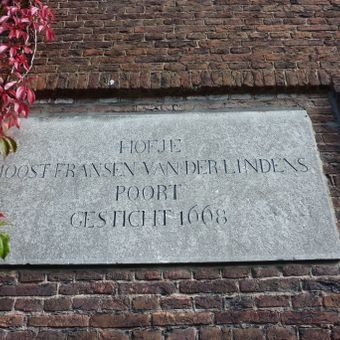 HOFJE
JOOST·FRANSEN·VAN·DER·LINDENS
POORT
GESTICHT·1668